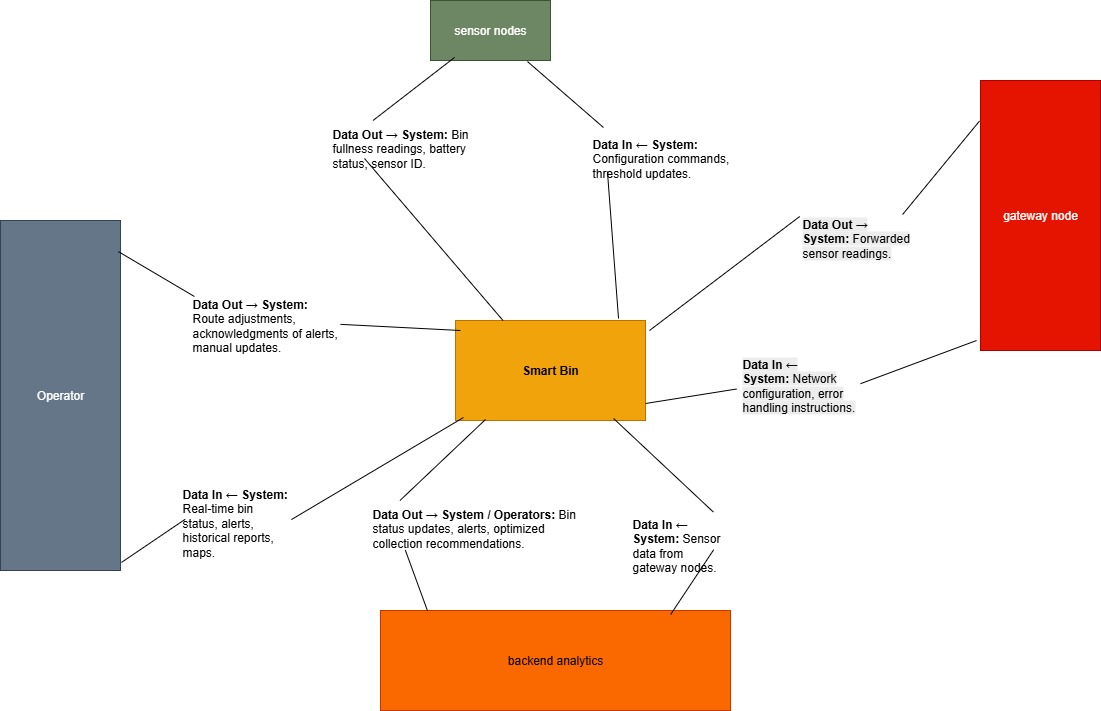 sensor nodes
Data Out → System: Bin
fullness readings, battery
status, sensor ID.
Data In ← System:
Configuration commands,
threshold updates.
gateway node
Data Out →
System: Forwarded
sensor readings.
Data Out → System:
Route adjustments,
acknowledgments of alerts,
manual updates.
Operator
Smart Bin
Data In ←
System: Network
configuration, error
handling instructions.
Data In ← System:
Real-time bin
status, alerts,
historical reports,
maps.
Data Out → System / Operators: Bin
status updates, alerts, optimized
collection recommendations.
Data In ←
System: Sensor
data from
gateway nodes.
backend analytics